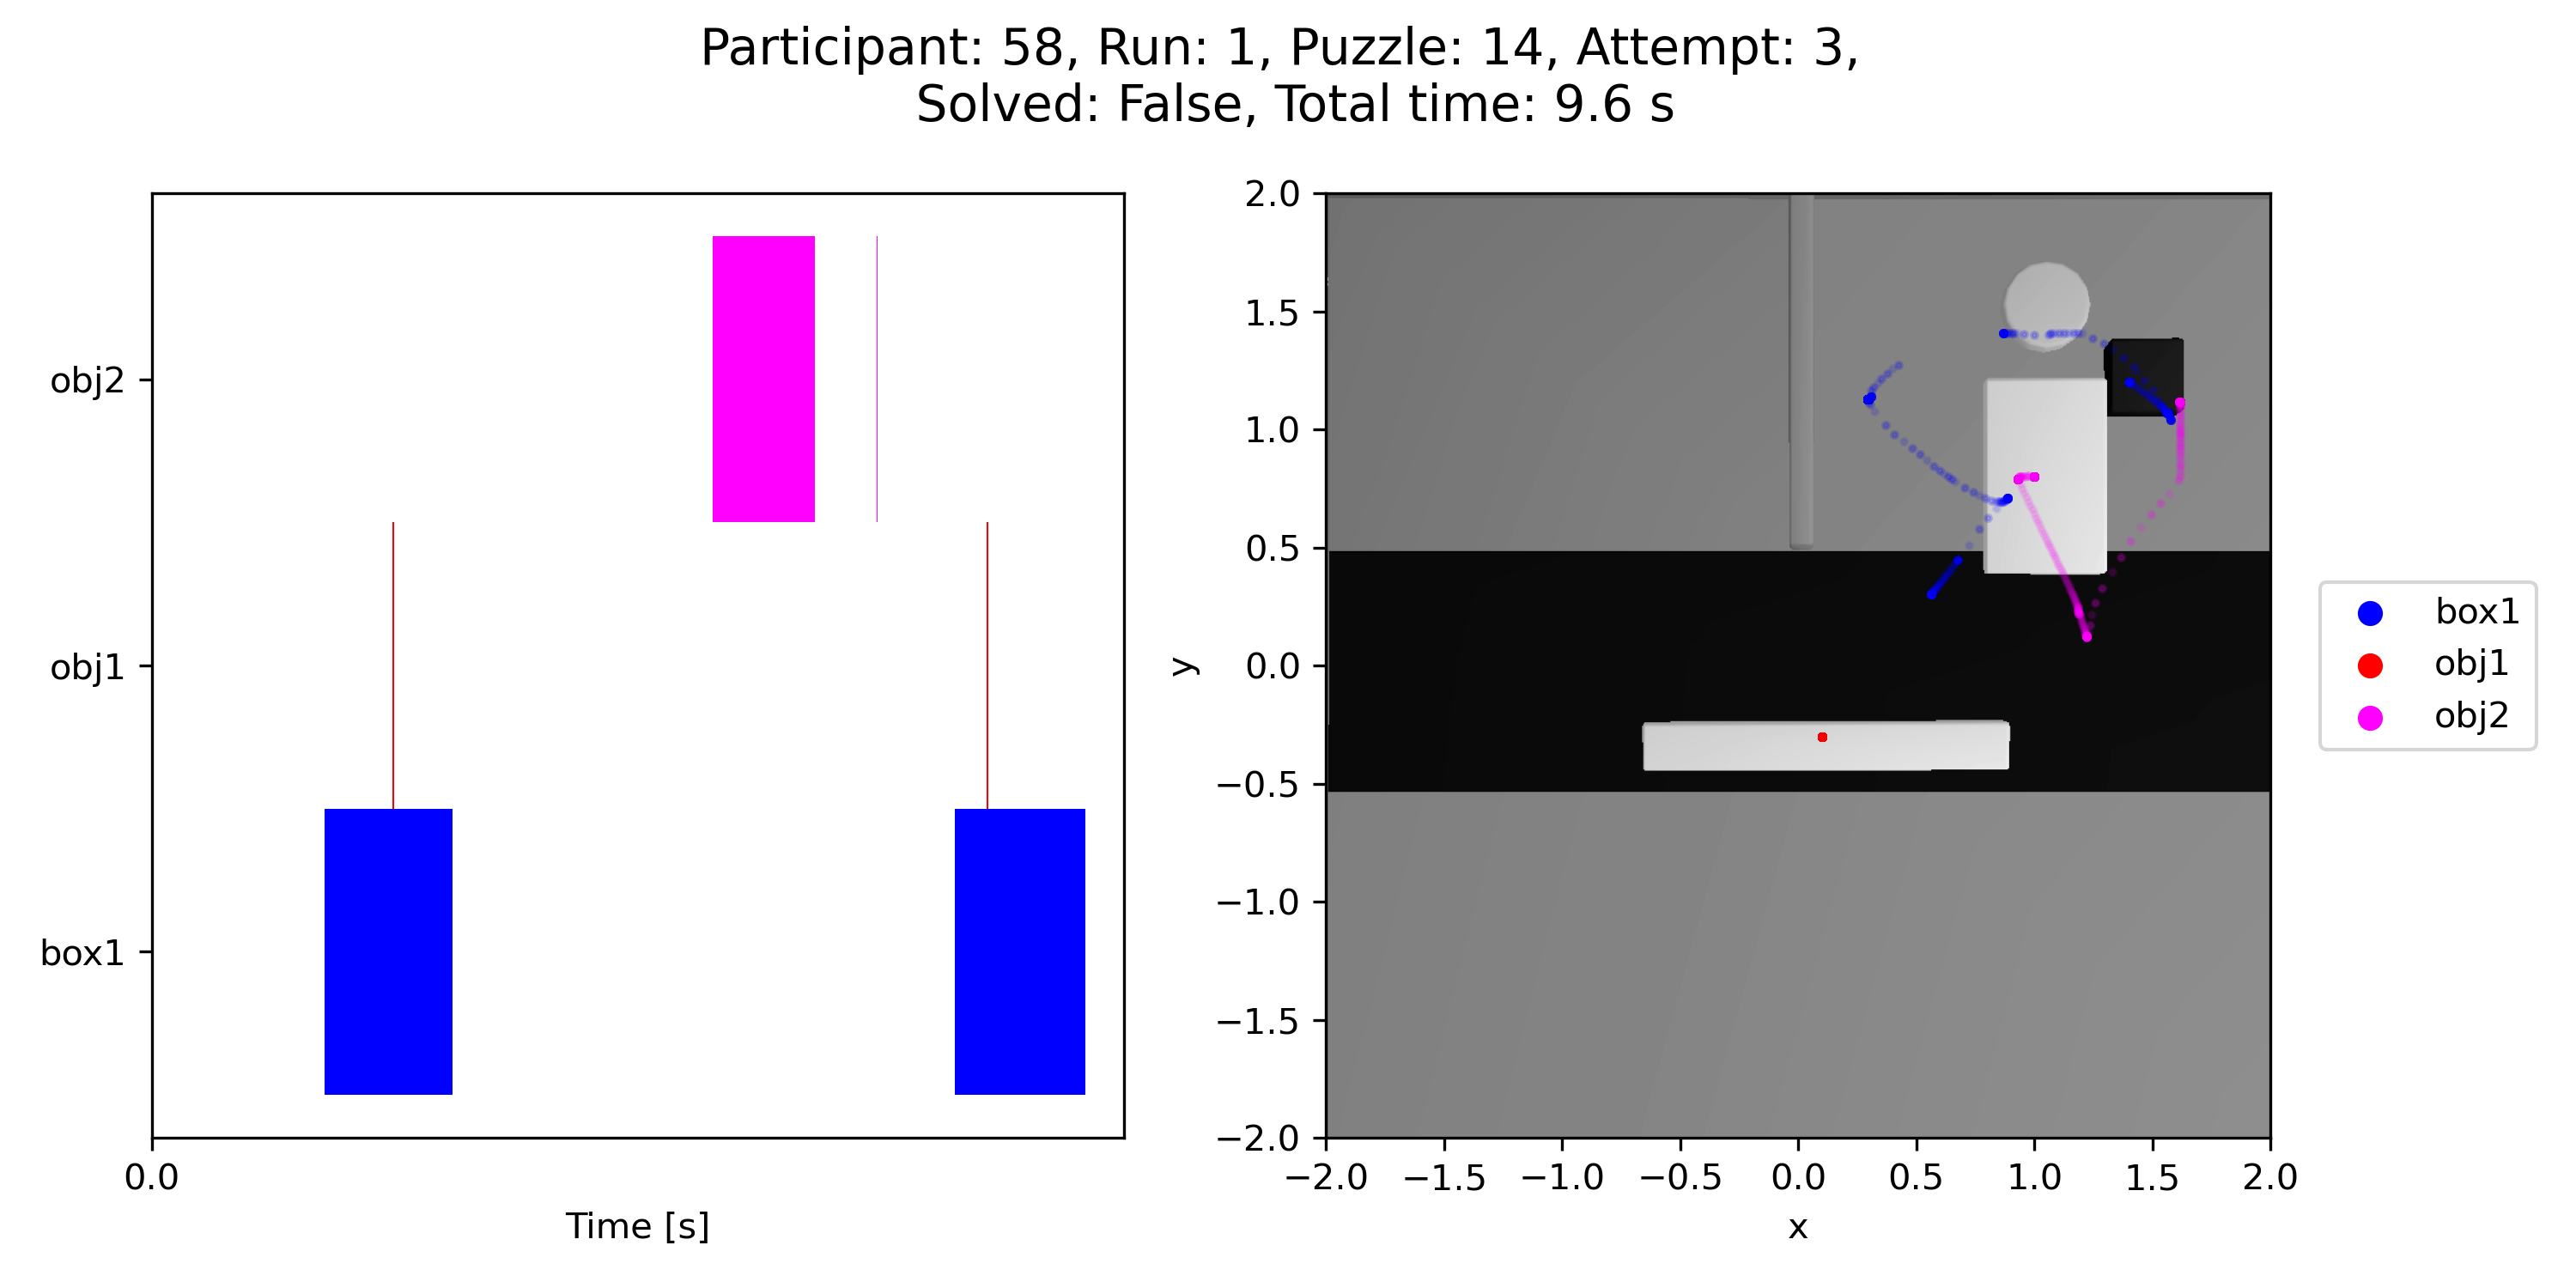 Participant: 58, Run: 1, Puzzle: 14, Attempt: 3,
Solved: False, Total time: 9.6 s
obj2
obj1
box1
0.0
Time [s]
2.0
1.5
1.0
0.5
0.0
−0.5
−1.0
−1.5
−2.0
y
−2.0 −1.5 −1.0 −0.5 0.0 0.5 1.0 1.5 2.0
x
box1
obj1
obj2